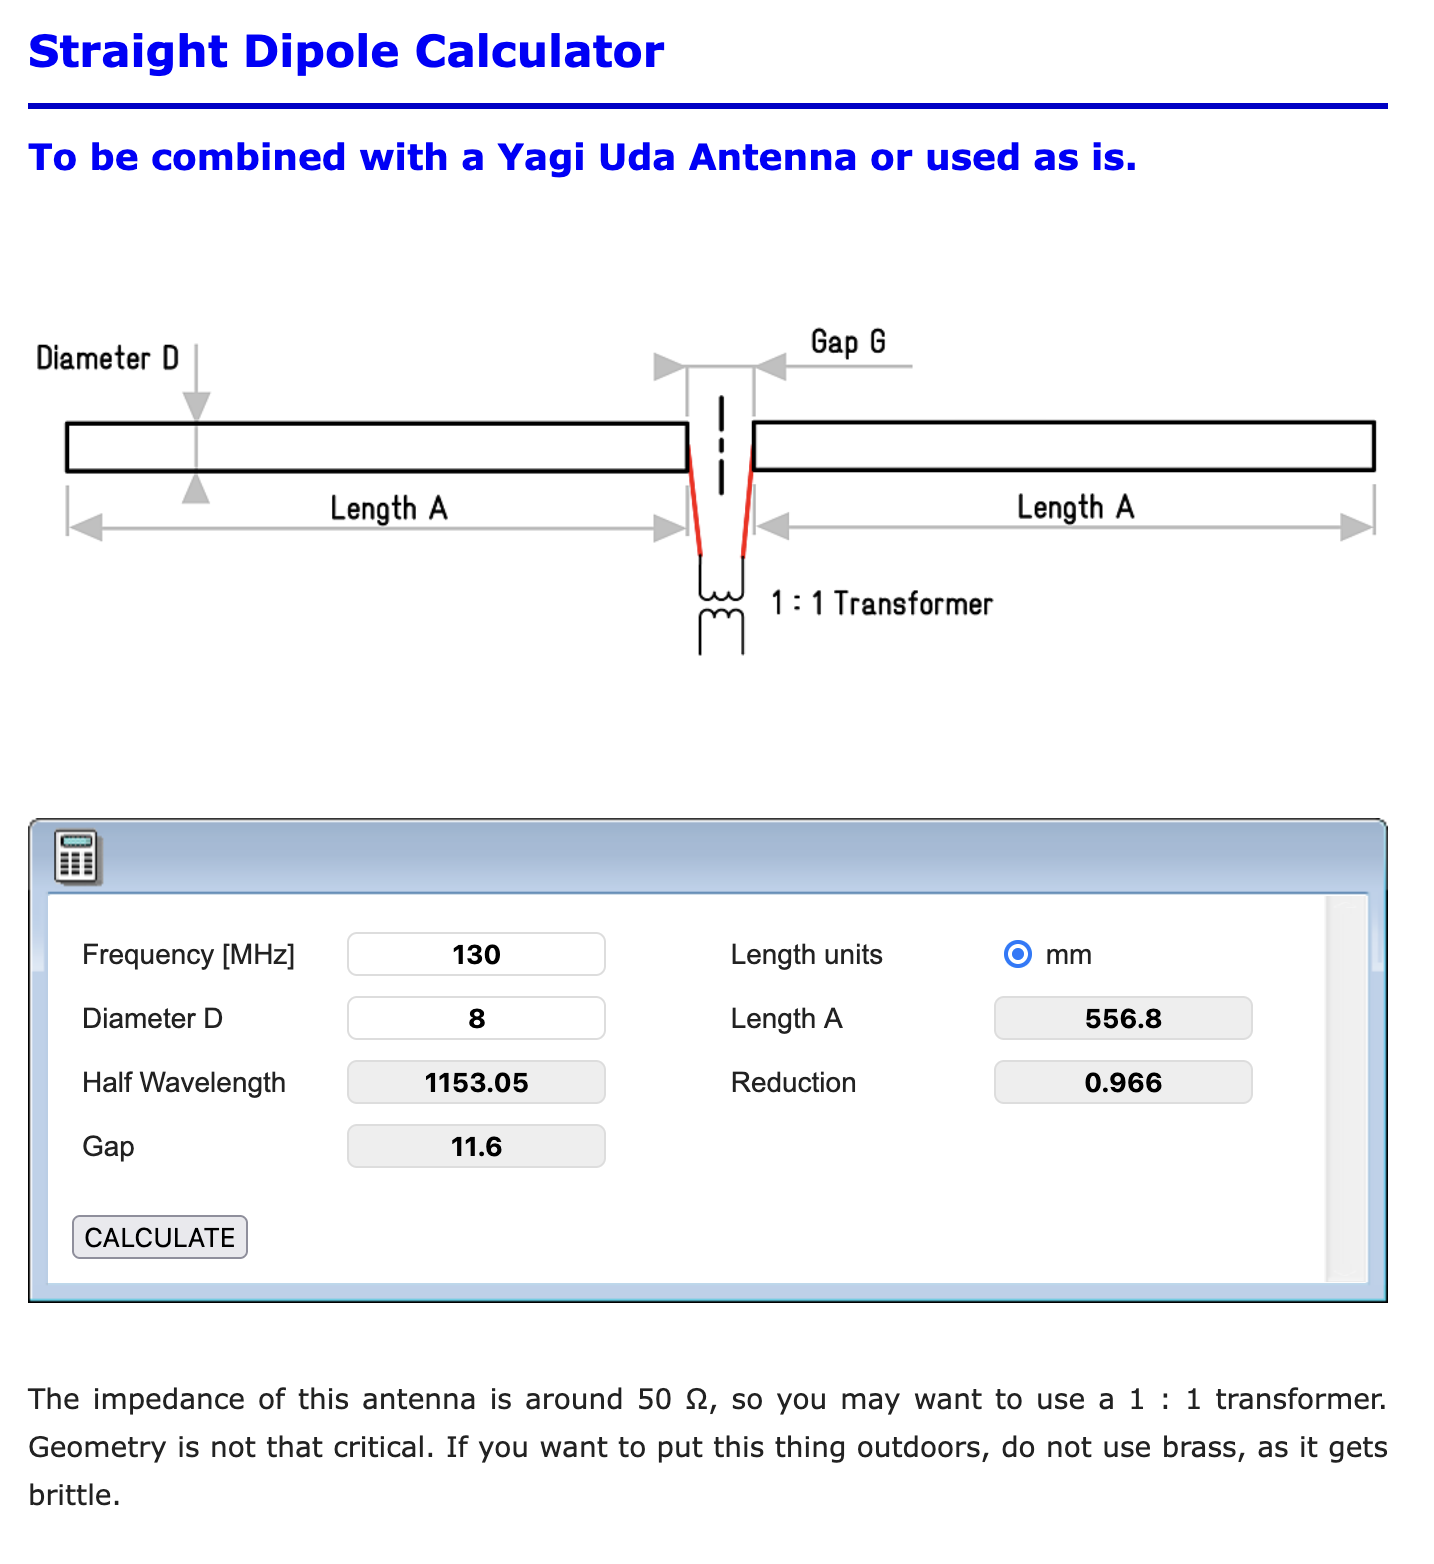 Straight Dipole Calculator
To be combined with a Yagi Uda Antenna or used as is.
Diameter D
Gap G
Length A
Length A
1 : 1 Transformer
Frequency [MHz] 130 Length units mm
Diameter D 8 Length A 556.8
Half Wavelength 1153.05 Reduction 0.966
Gap 11.6
CALCULATE
The impedance of this antenna is around 50 Ω, so you may want to use a 1 : 1 transformer.
Geometry is not that critical. If you want to put this thing outdoors, do not use brass, as it gets
brittle.